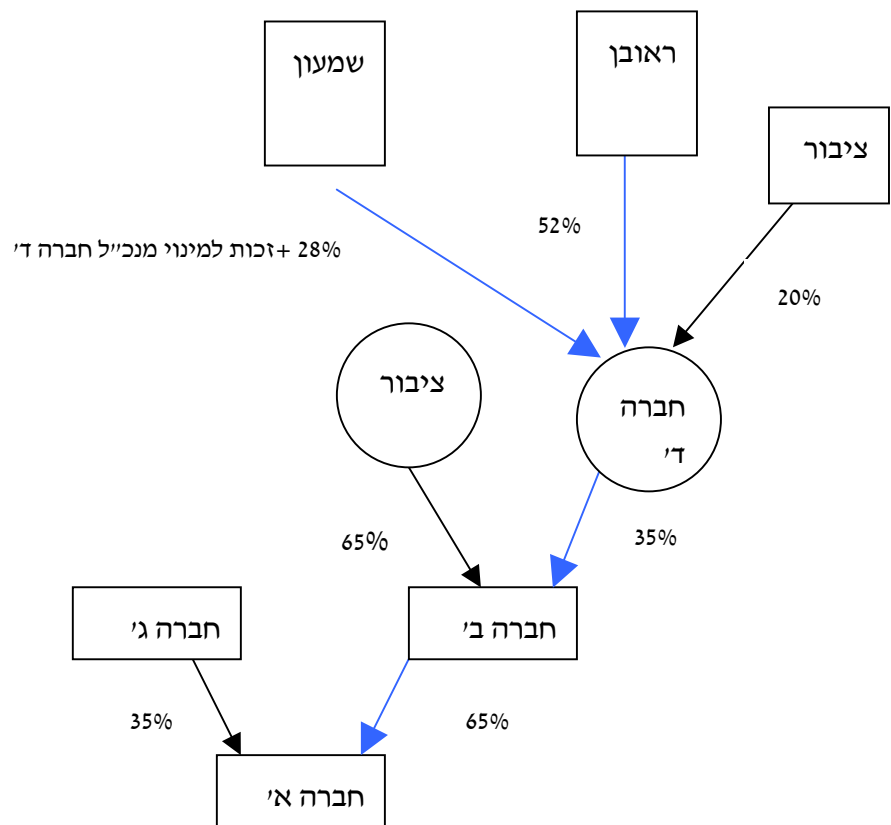 שמעון
ראובן
ציבור
28% +זכות למינוי מנכ״ל חברה ד׳
52%
20%
ציבור
חברה
ד׳
65%
35%
חברה ג׳
חברה ב׳
35%
65%
חברה א׳